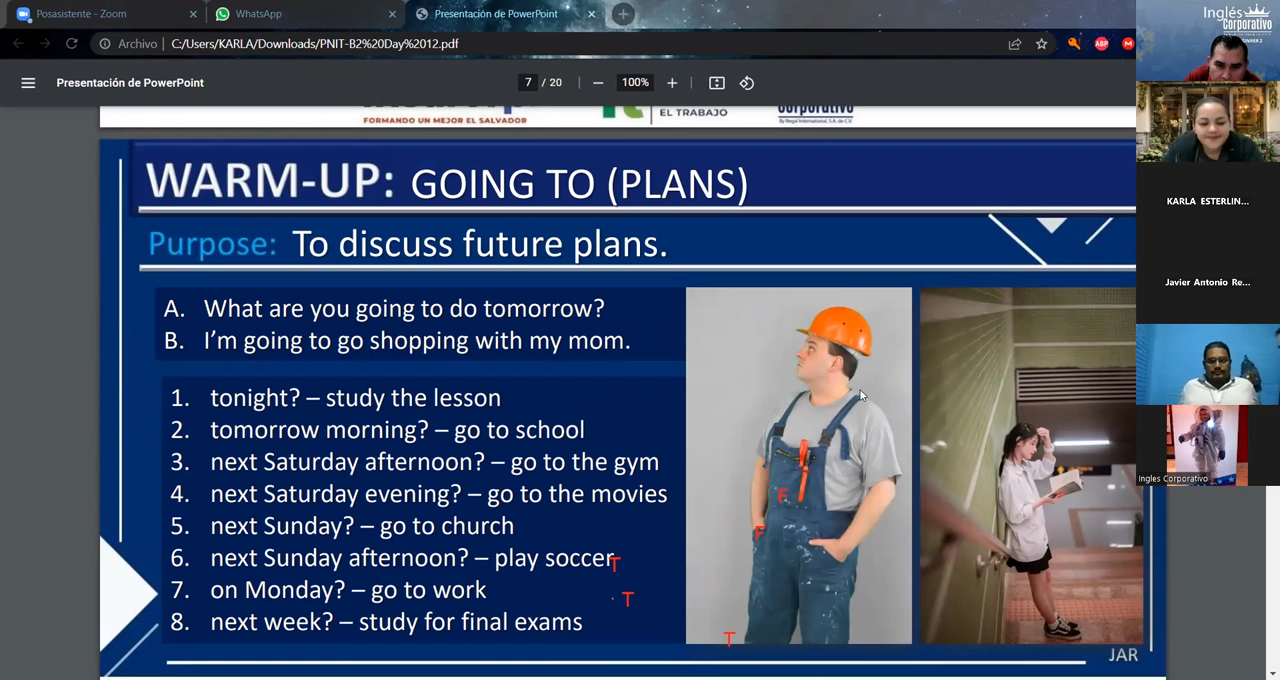 Posasistente - Zoom
WhatsApp
Presentación de PowerPoint
Archivo
C:/Users/KARLA/Downloads/PNIT-B2%20Day%2012.pdf
ABP
M
Presentación de PowerPoint
7 / 20
100%
FORMANDO UN MEJOR EL SALVADOR
EL TRABAJO
Corporativo
By Regal International, S.A. de C.V.
WARM-UP: GOING TO (PLANS)
Purpose: To discuss future plans.
A. What are you going to do tomorrow?
B. I'm going to go shopping with my mom.
1. tonight? – study the lesson
2. tomorrow morning? – go to school
3. next Saturday afternoon? – go to the gym
4. next Saturday evening? – go to the movies
5. next Sunday? – go to church
6. next Sunday afternoon? – play soccer
7. on Monday? – go to work
8. next week? – study for final exams
F
F
T
T
T
JAR
Inglés
Corporativo
KARLA ESTERLIN...
Javier Antonio Re...
Ingles Corporativo